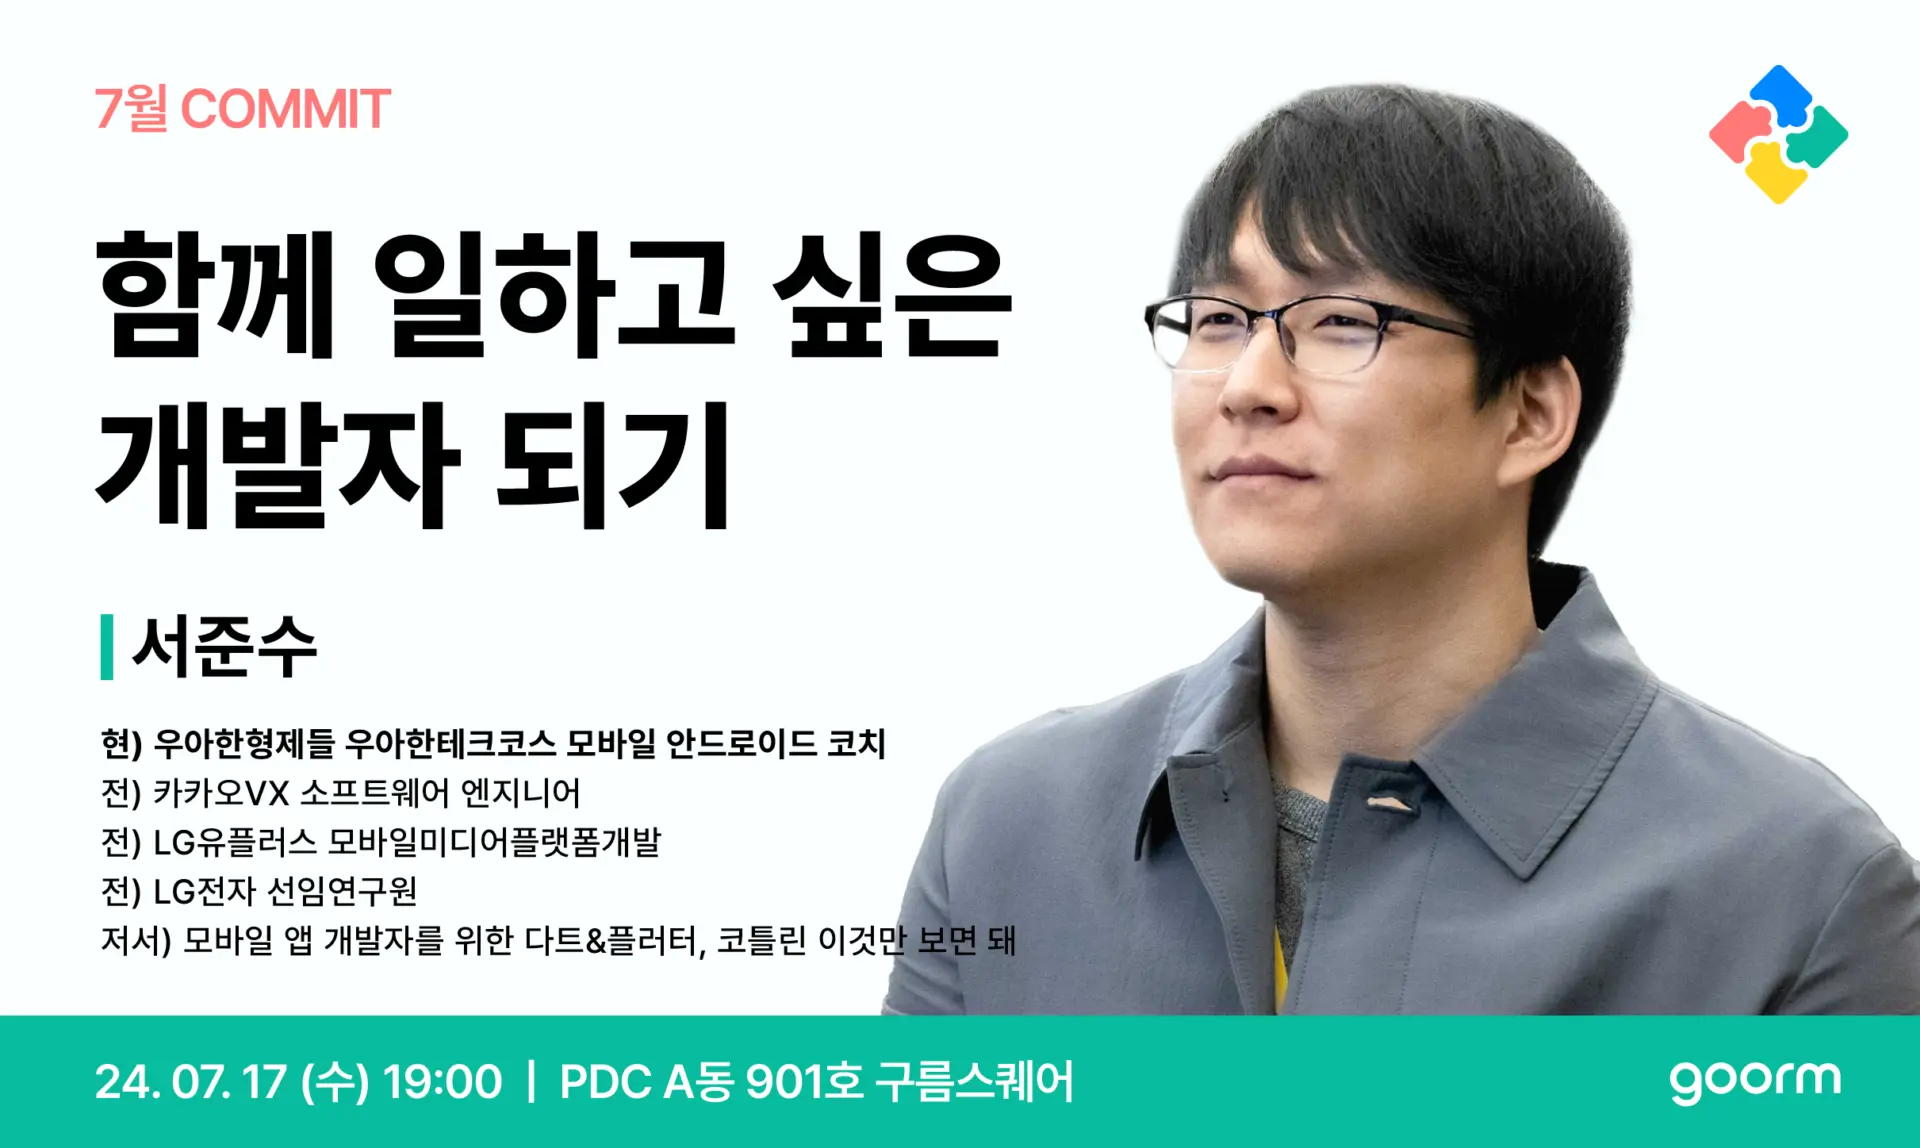 7월 COMMIT
함께 일하고 싶은
개발자 되기
서준수
현) 우아한형제들 우아한테크코스 모바일 안드로이드 코치
전) 카카오VX 소프트웨어 엔지니어
전) LG유플러스 모바일미디어플랫폼개발
전) LG전자 선임연구원
저서) 모바일 앱 개발자를 위한 다트&플러터, 코틀린 이것만 보면 돼
24. 07. 17 (수) 19:00 | PDC A동 901호 구름스퀘어
goorm